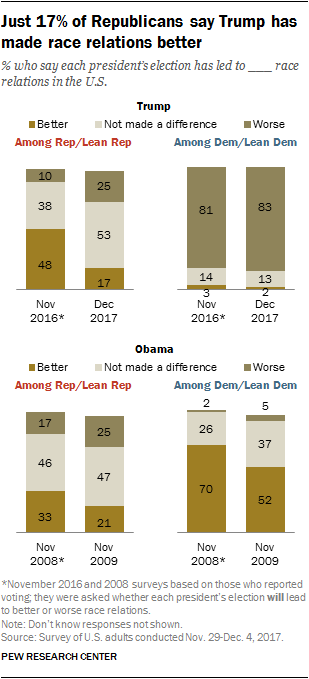 Just 17% of Republicans say Trump has
made race relations better
% who say each president's election has led to ___ race
relations in the U.S.
Trump
Better Not made a difference Worse
Among Rep/Lean Rep Among Dem/Lean Dem
10 25 81 83
38 53 14 13
48 17 3 2
Nov 2016* Dec 2017 Nov 2016* Dec 2017
Obama
Better Not made a difference Worse
Among Rep/Lean Rep Among Dem/Lean Dem
17 25 2 5
46 47 26 37
33 21 70 52
Nov 2008* Nov 2009 Nov 2008* Nov 2009
*November 2016 and 2008 surveys based on those who reported
voting; they were asked whether each president's election will lead
to better or worse race relations.
Note: Don't know responses not shown.
Source: Survey of U.S. adults conducted Nov. 29-Dec. 4, 2017.
PEW RESEARCH CENTER